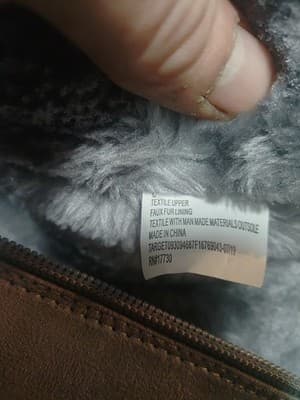 TEXTILE UPPER
FAUX FUR LINING
TEXTILE WITH MAN MADE MATERIALS OUTSOLE
MADE IN CHINA
RN#17730